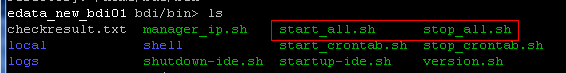 edata_new_bdi01 bdi/bin> ls
checkresult.txt manager_ip.sh start_all.sh stop_all.sh
local shell start_crontab.sh stop_crontab.sh
logs shutdown-ide.sh startup-ide.sh version.sh